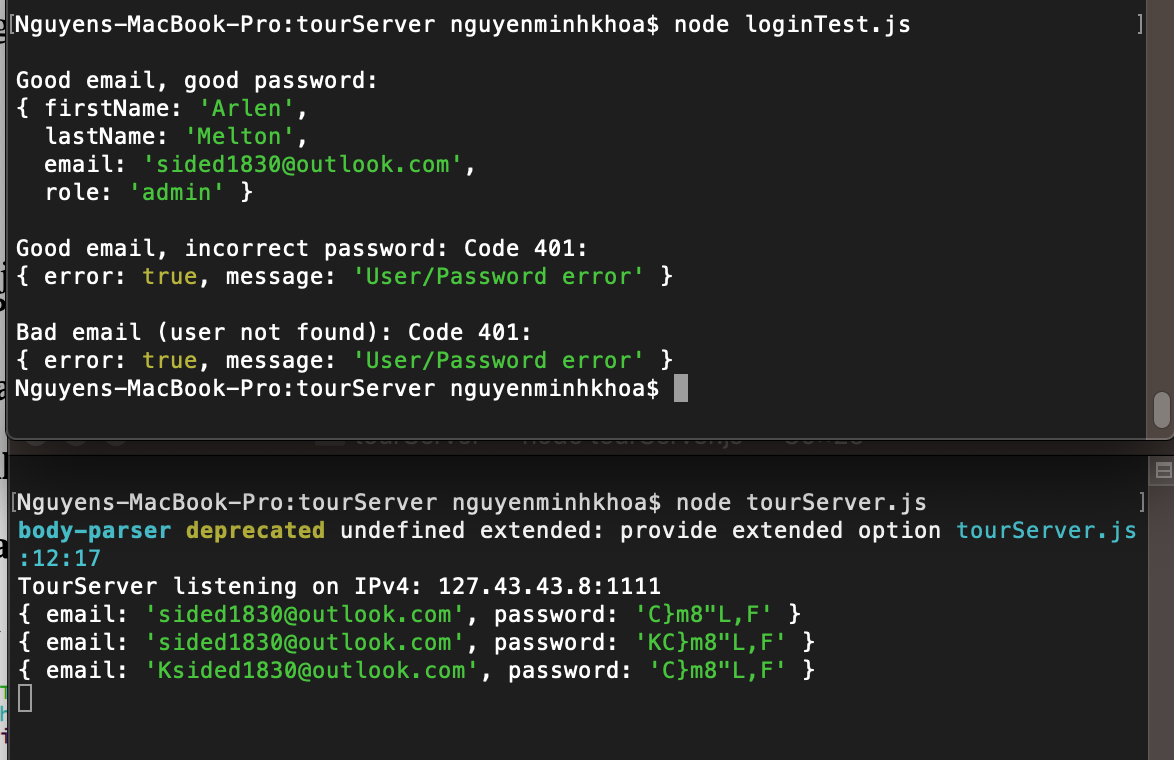 [Nguyens-MacBook-Pro:tourServer nguyenminhkhoa$ node loginTest.js ]
Good email, good password:
{ firstName: 'Arlen',
lastName: 'Melton',
email: 'sided1830@outlook.com',
role: 'admin' }
Good email, incorrect password: Code 401:
{ error: true, message: 'User/Password error' }
Bad email (user not found): Code 401:
{ error: true, message: 'User/Password error' }
Nguyens-MacBook-Pro:tourServer nguyenminhkhoa$
[Nguyens-MacBook-Pro:tourServer nguyenminhkhoa$ node tourServer.js ]
body-parser deprecated undefined extended: provide extended option tourServer.js
:12:17
TourServer listening on IPv4: 127.43.43.8:1111
{ email: 'sided1830@outlook.com', password: 'C}m8"L,F' }
{ email: 'sided1830@outlook.com', password: 'KC}m8"L,F' }
{ email: 'Ksided1830@outlook.com', password: 'C}m8"L,F' }